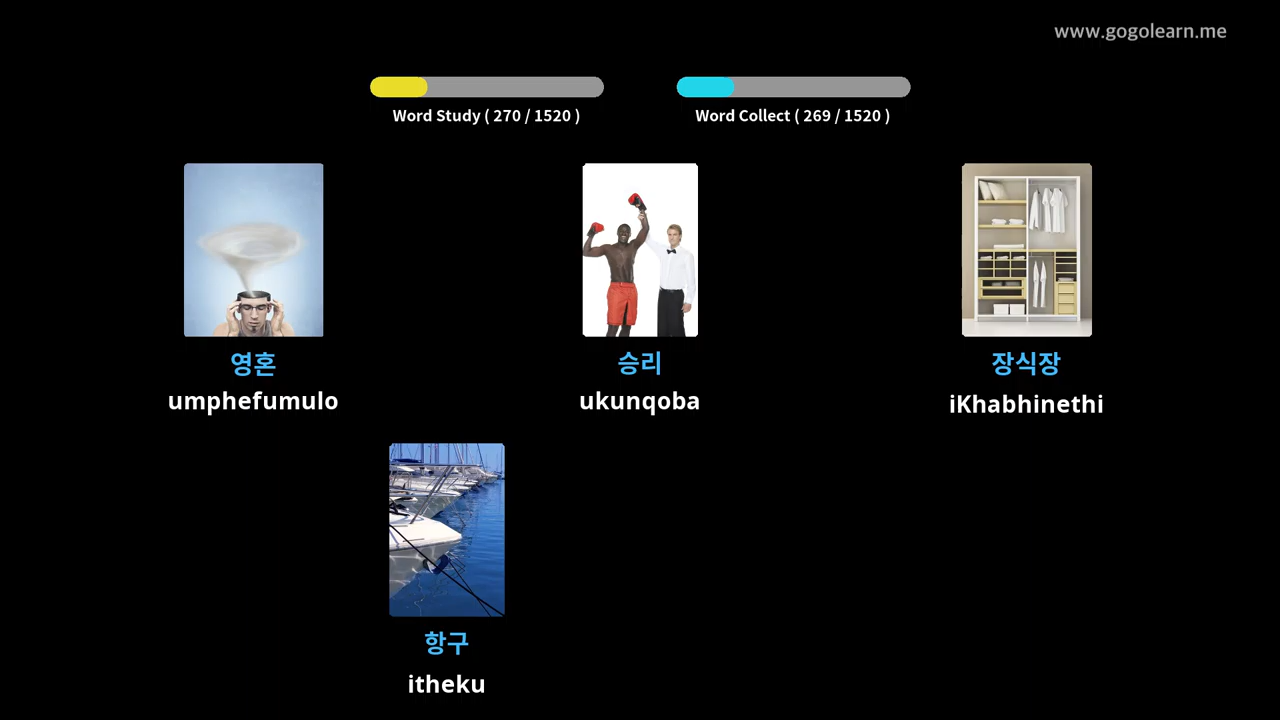 www.gogolearn.me
Word Study ( 270 / 1520 )
Word Collect ( 269 / 1520 )
영혼
umphefumulo
승리
ukunqoba
장식장
iKhabhinethi
항구
itheku